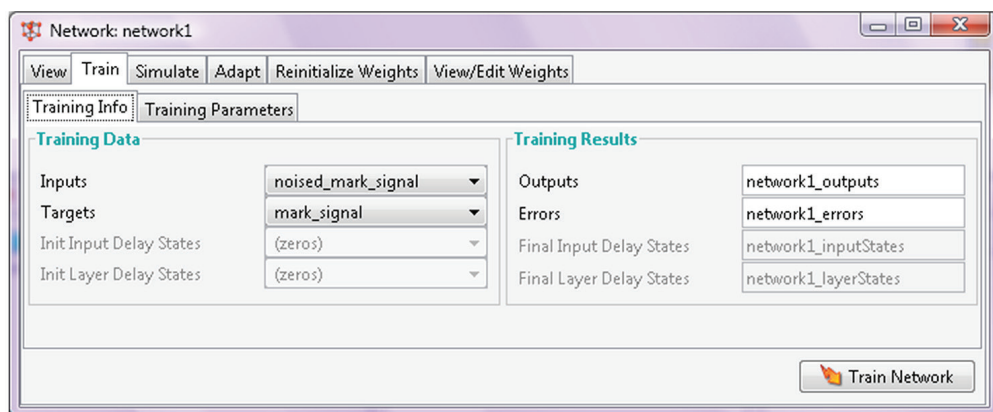 Network: network1
View Train Simulate Adapt Reinitialize Weights View/Edit Weights
Training Info Training Parameters
Training Data
Inputs noised_mark_signal
Targets mark_signal
Init Input Delay States (zeros)
Init Layer Delay States (zeros)
Training Results
Outputs network1_outputs
Errors network1_errors
Final Input Delay States network1_inputStates
Final Layer Delay States network1_layerStates
Train Network